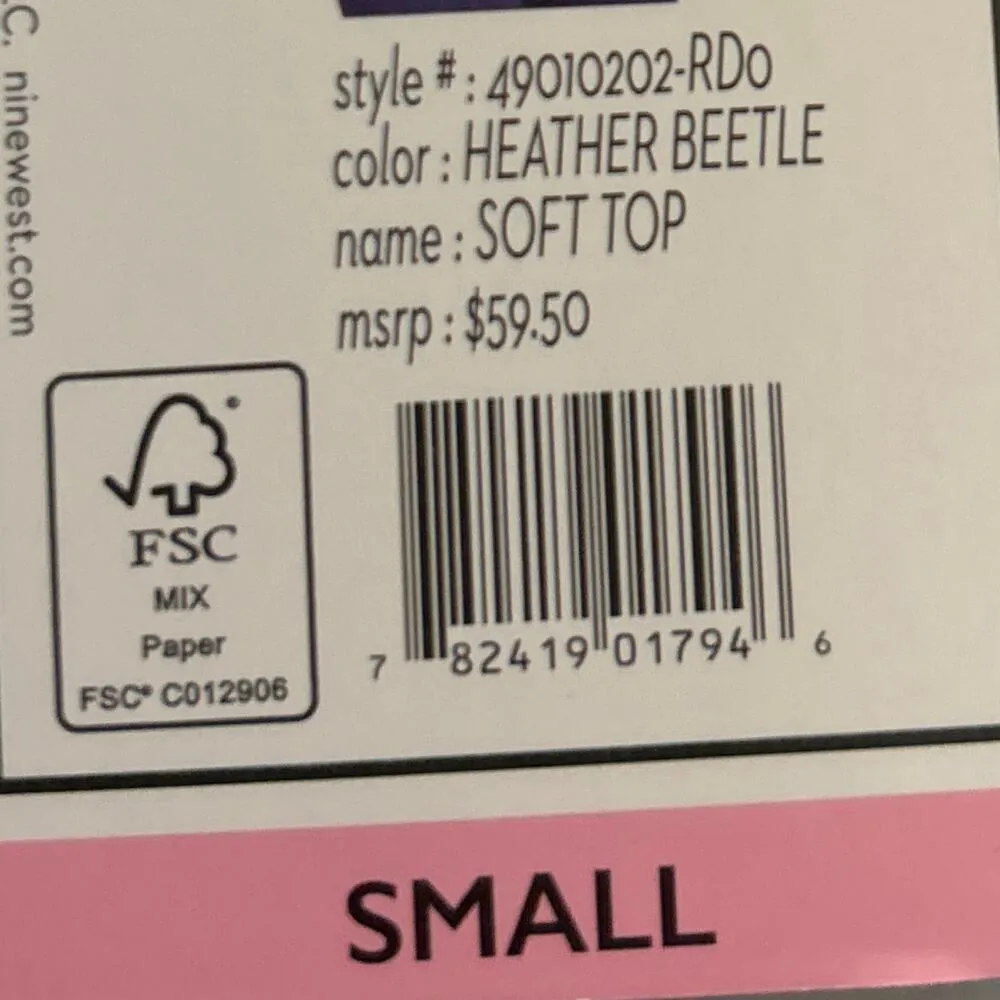 C. ninewest.com
style #: 49010202-RD0
color : HEATHER BEETLE
name : SOFT TOP
msrp : $59.50
FSC
MIX
Paper
FSC® C012906
7 82419 01794 6
SMALL